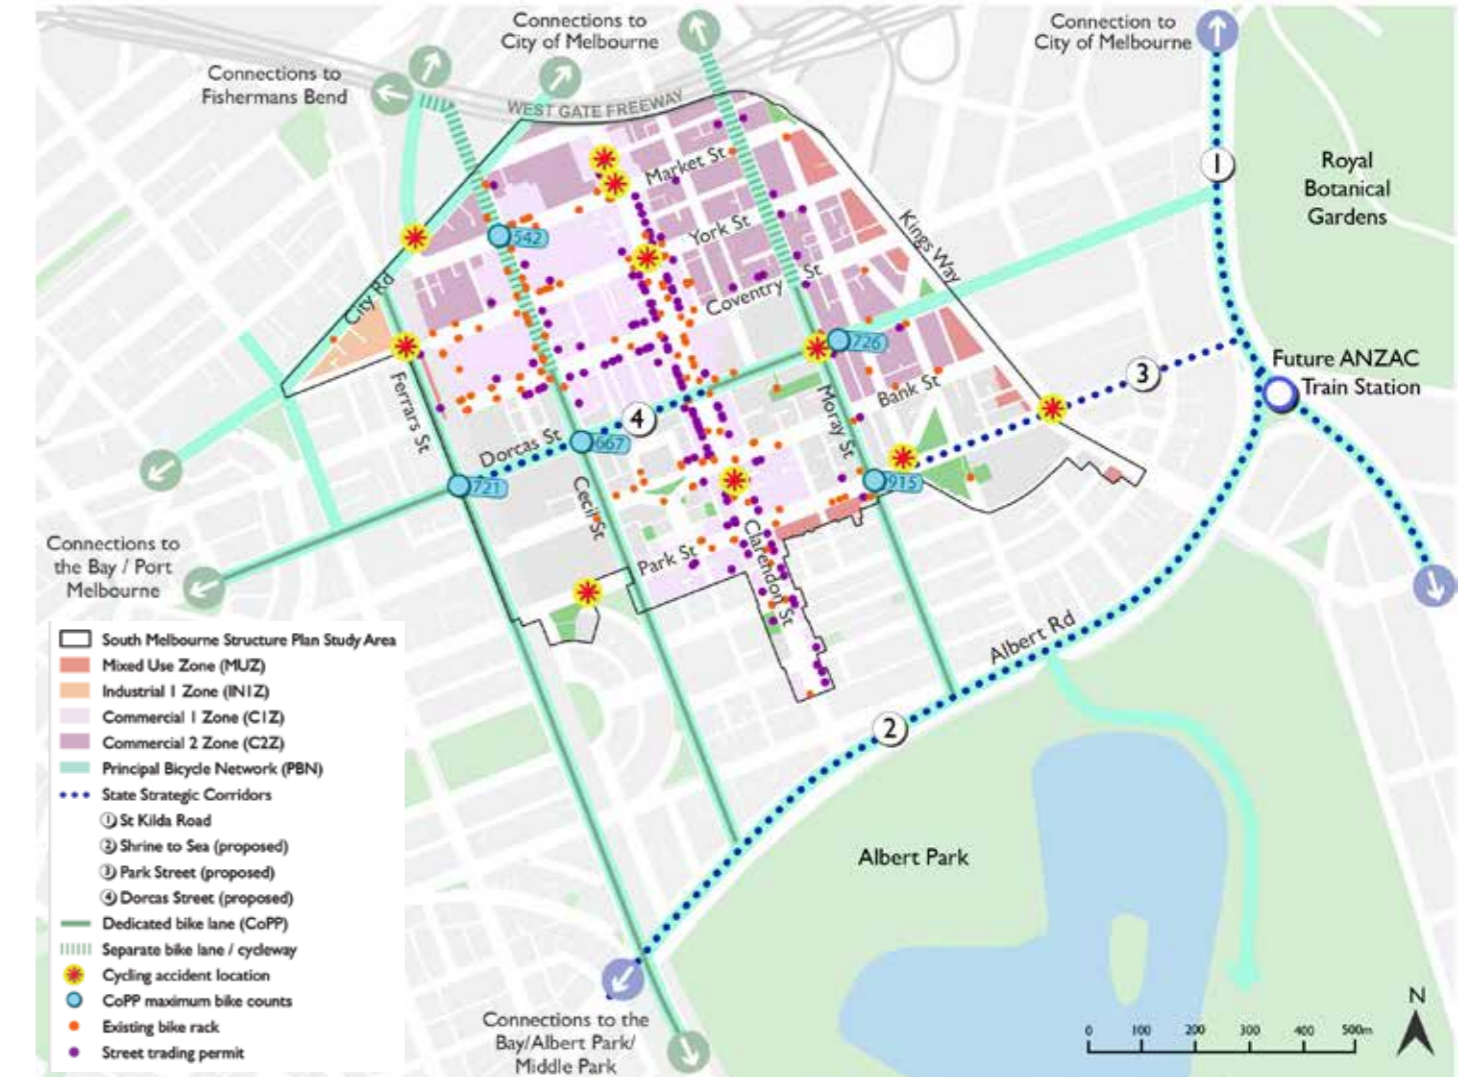 Connections to
City of Melbourne
Connection to
City of Melbourne
Connections to
Fishermans Bend
WEST GATE FREEWAY
Market St
York St
Coventry St
Kings Way
City Rd
Royal
Botanical
Gardens
1
542
726
Future ANZAC
Train Station
3
Bank St
Moray St
Ferrars St
4
Dorcas St
667
721
915
Cecil St
Park St
Clarendon St
Connections to
the Bay / Port
Melbourne
Albert Rd
2
Albert Park
South Melbourne Structure Plan Study Area
Mixed Use Zone (MUZ)
Industrial 1 Zone (IN1Z)
Commercial 1 Zone (C1Z)
Commercial 2 Zone (C2Z)
Principal Bicycle Network (PBN)
State Strategic Corridors
1 St Kilda Road
2 Shrine to Sea (proposed)
3 Park Street (proposed)
4 Dorcas Street (proposed)
Dedicated bike lane (CoPP)
Separate bike lane / cycleway
Cycling accident location
CoPP maximum bike counts
Existing bike rack
Street trading permit
Connections to the
Bay/Albert Park/
Middle Park
N
0 100 200 300 400 500m